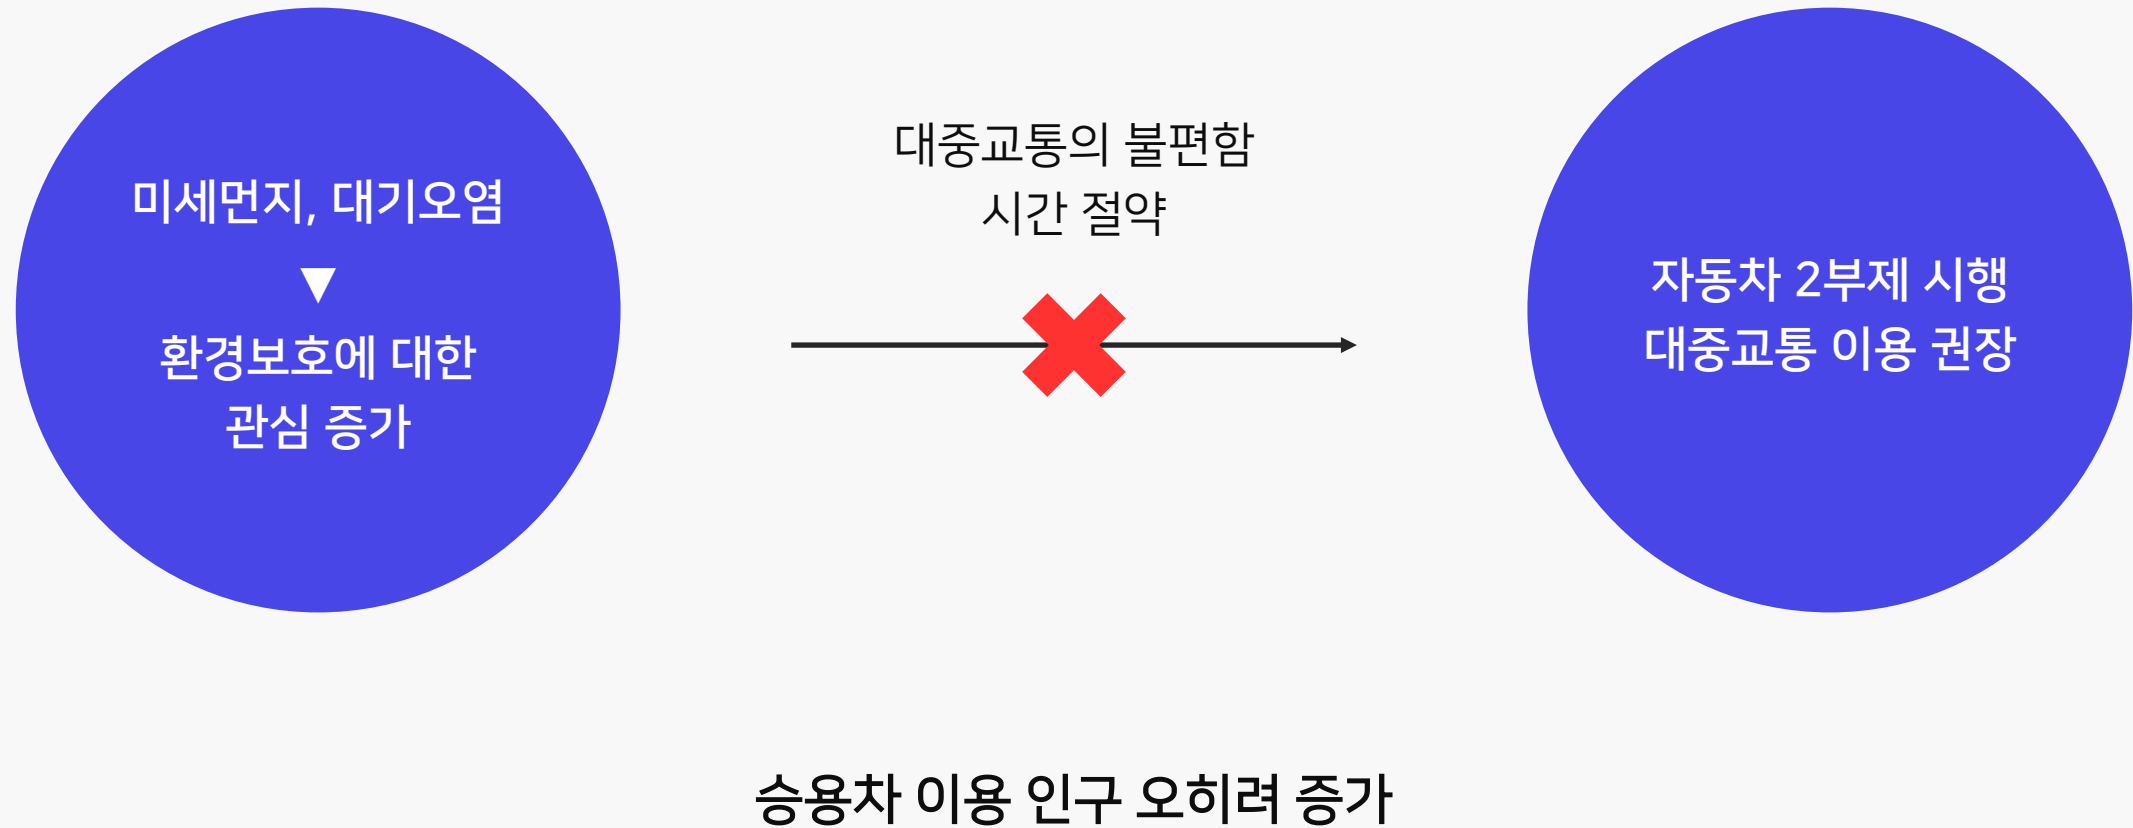 미세먼지, 대기오염
▼
환경보호에 대한
관심 증가
대중교통의 불편함
시간 절약
자동차 2부제 시행
대중교통 이용 권장
승용차 이용 인구 오히려 증가